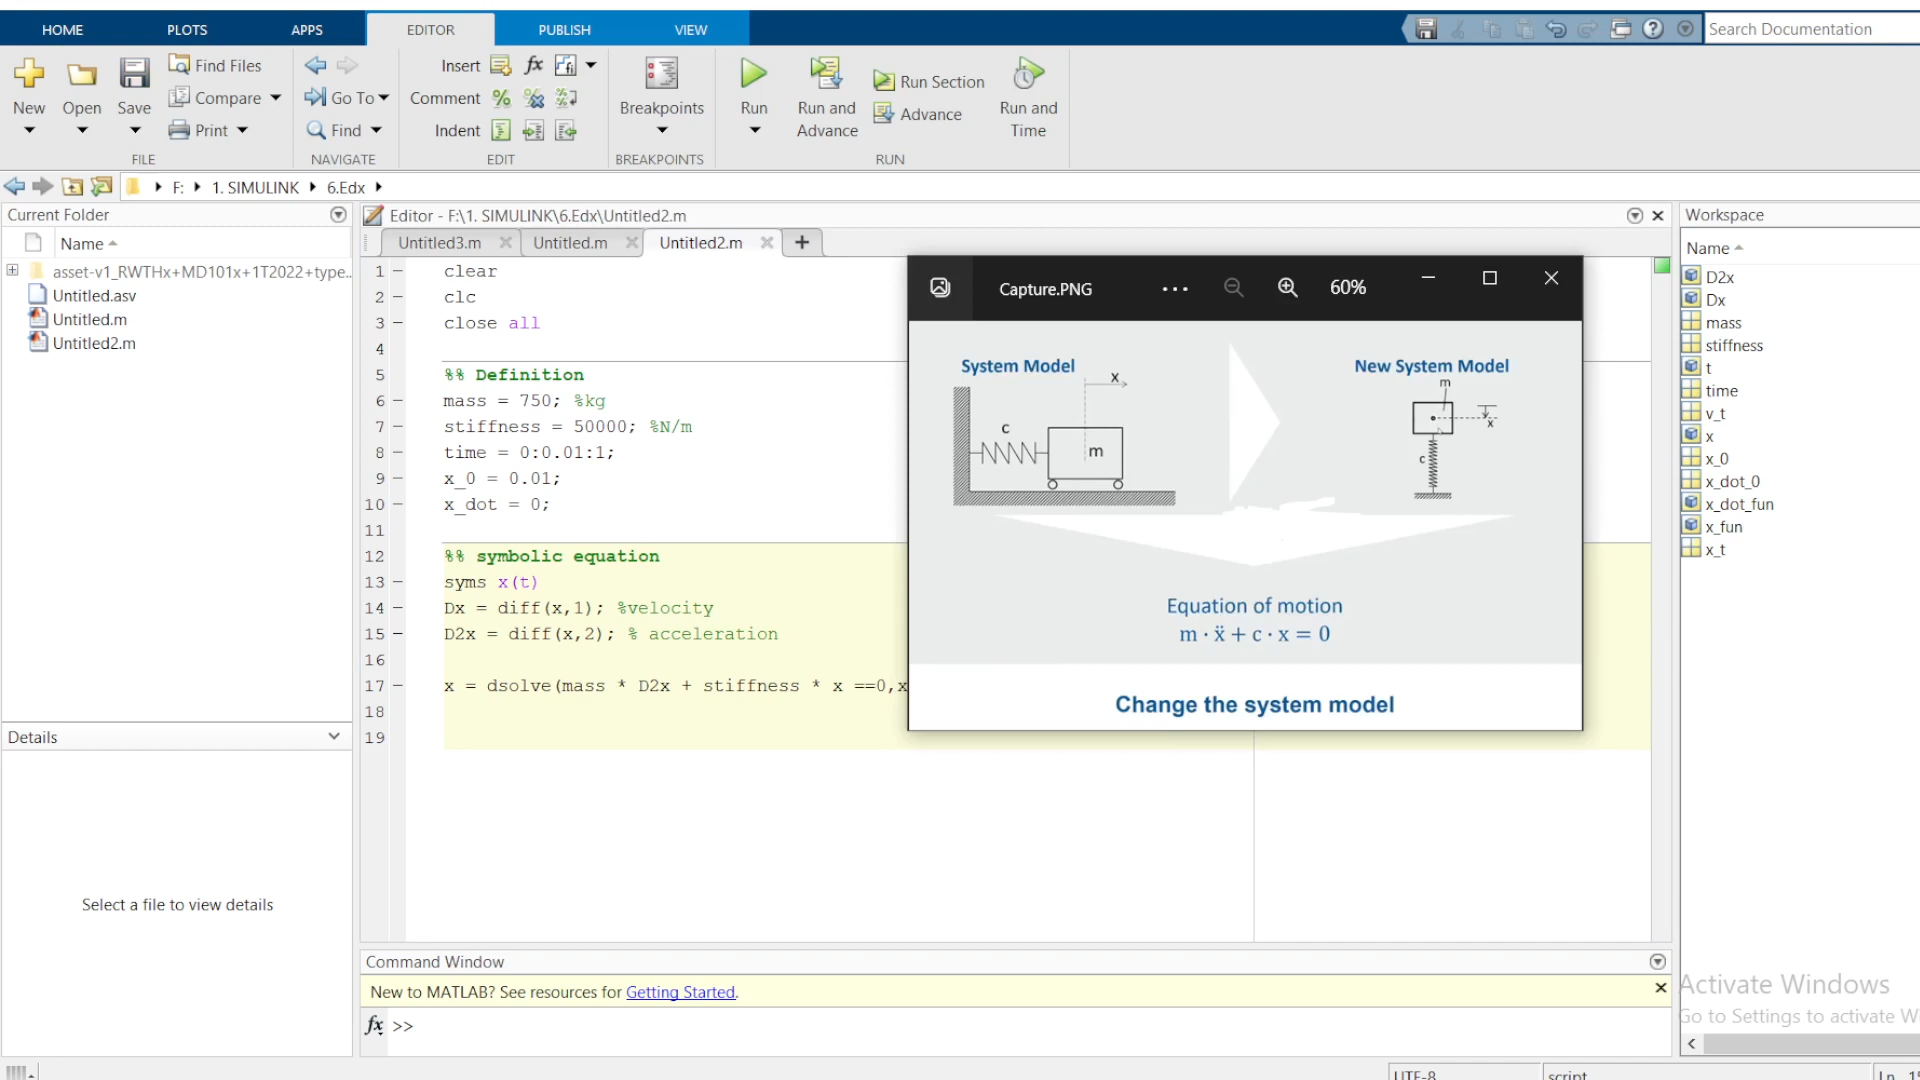 HOME PLOTS APPS EDITOR PUBLISH VIEW Search Documentation
New Open Save Find Files Compare Print
FILE
Go To Find
NAVIGATE
Insert fx
Comment
Indent
EDIT
Breakpoints
BREAKPOINTS
Run Run and Advance Run Section Advance Run and Time
RUN
F: 1. SIMULINK 6.Edx
Current Folder
Name
asset-v1_RWTHx+MD101x+1T2022+type...
Untitled.asv
Untitled.m
Untitled2.m
Details
Select a file to view details
Editor - F:\1. SIMULINK\6.Edx\Untitled2.m
Untitled3.m Untitled.m Untitled2.m
1 clear
2 clc
3 close all
4
5 %% Definition
6 mass = 750; %kg
7 stiffness = 50000; %N/m
8 time = 0:0.01:1;
9 x_0 = 0.01;
10 x_dot = 0;
11
12 %% symbolic equation
13 syms x(t)
14 Dx = diff(x,1); %velocity
15 D2x = diff(x,2); % acceleration
16
17 x = dsolve(mass * D2x + stiffness * x ==0,x
18
19
Capture.PNG 60%
System Model
x
c
m
New System Model
m
x
c
Equation of motion
m · ẍ + c · x = 0
Change the system model
Command Window
New to MATLAB? See resources for Getting Started.
fx >>
Workspace
Name
D2x
Dx
mass
stiffness
t
time
v_t
x
x_0
x_dot_0
x_dot_fun
x_fun
x_t
Activate Windows
Go to Settings to activate W
UTF-8 script Ln